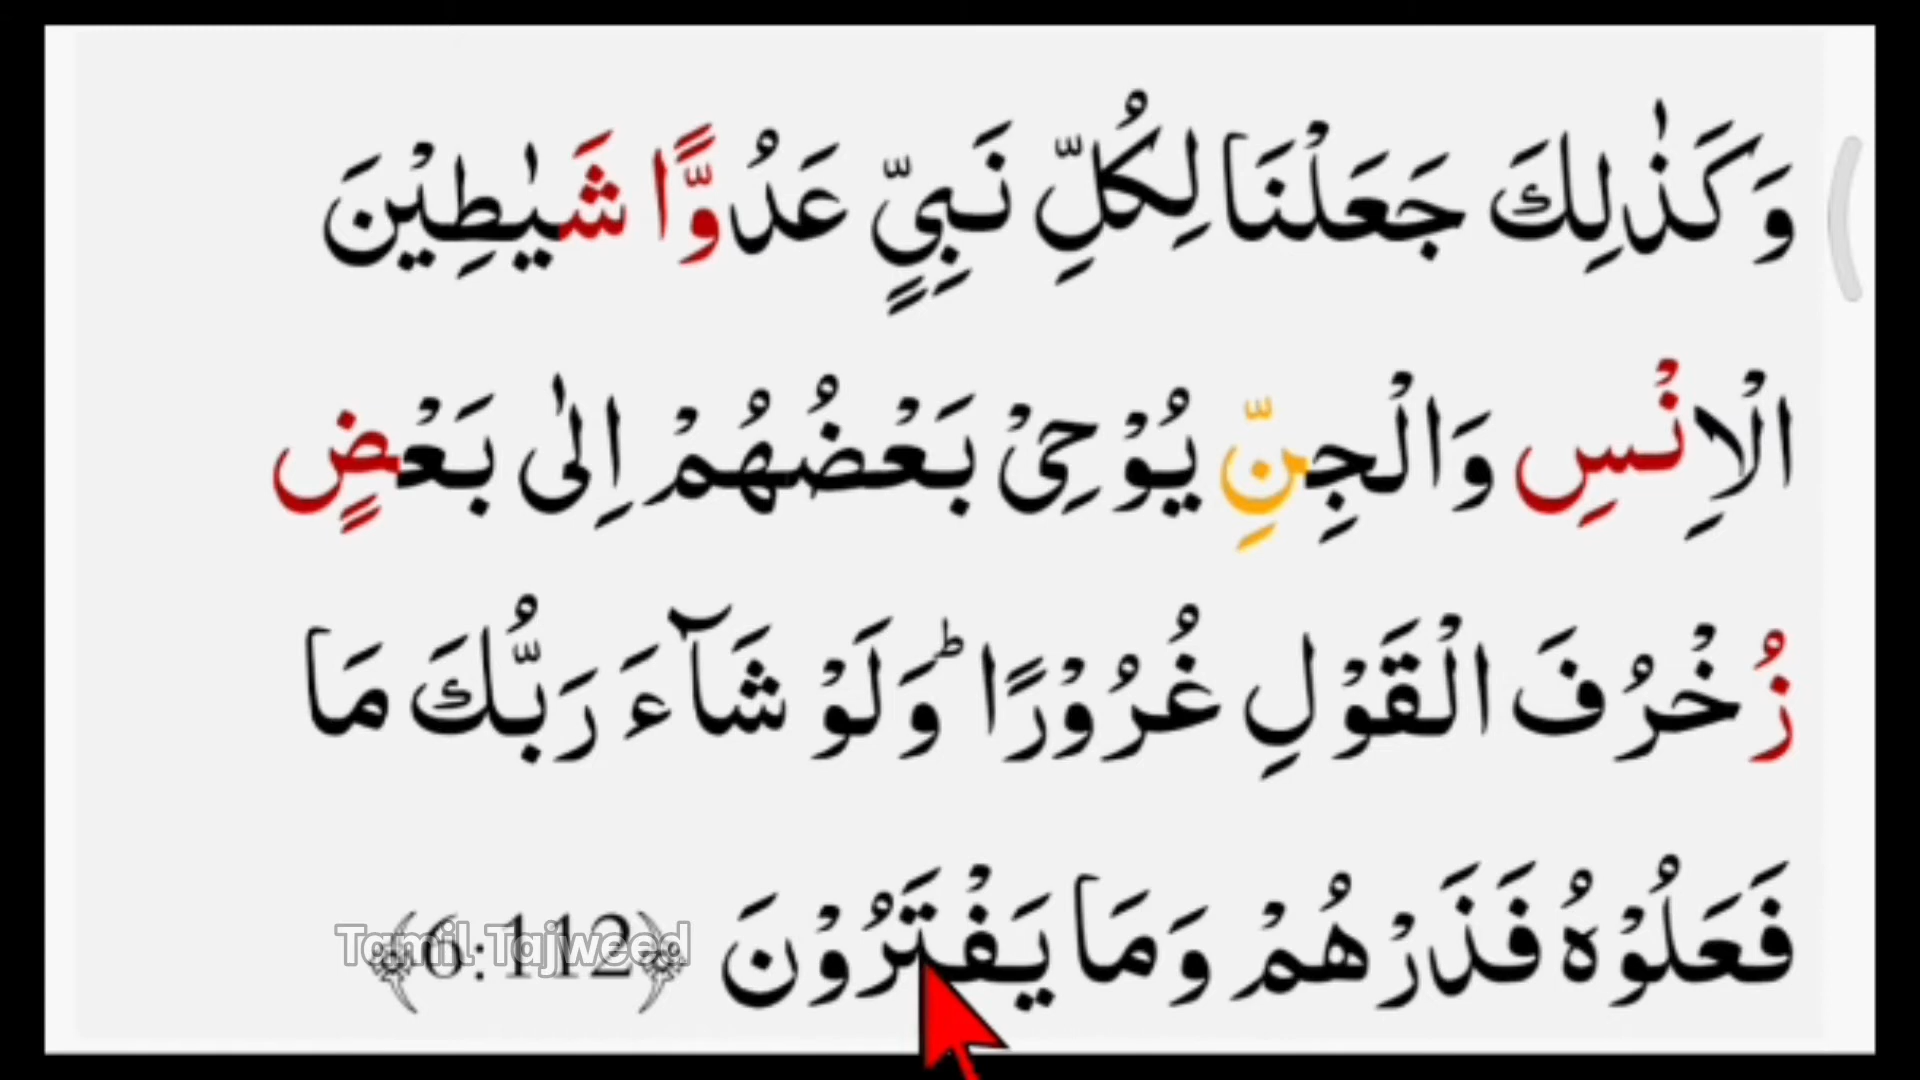 وَكَذٰلِكَ جَعَلْنَا لِكُلِّ نَبِيٍّ عَدُوًّا شَيٰطِيْنَ
الْاِنْسِ وَالْجِنِّ يُوْحِيْ بَعْضُهُمْ اِلٰى بَعْضٍ
زُخْرُفَ الْقَوْلِ غُرُوْرًا ؕ وَلَوْ شَآءَ رَبُّكَ مَا
فَعَلُوْهُ فَذَرْهُمْ وَمَا يَفْتَرُوْنَ ﴿6:112﴾
Tamil Tajweed